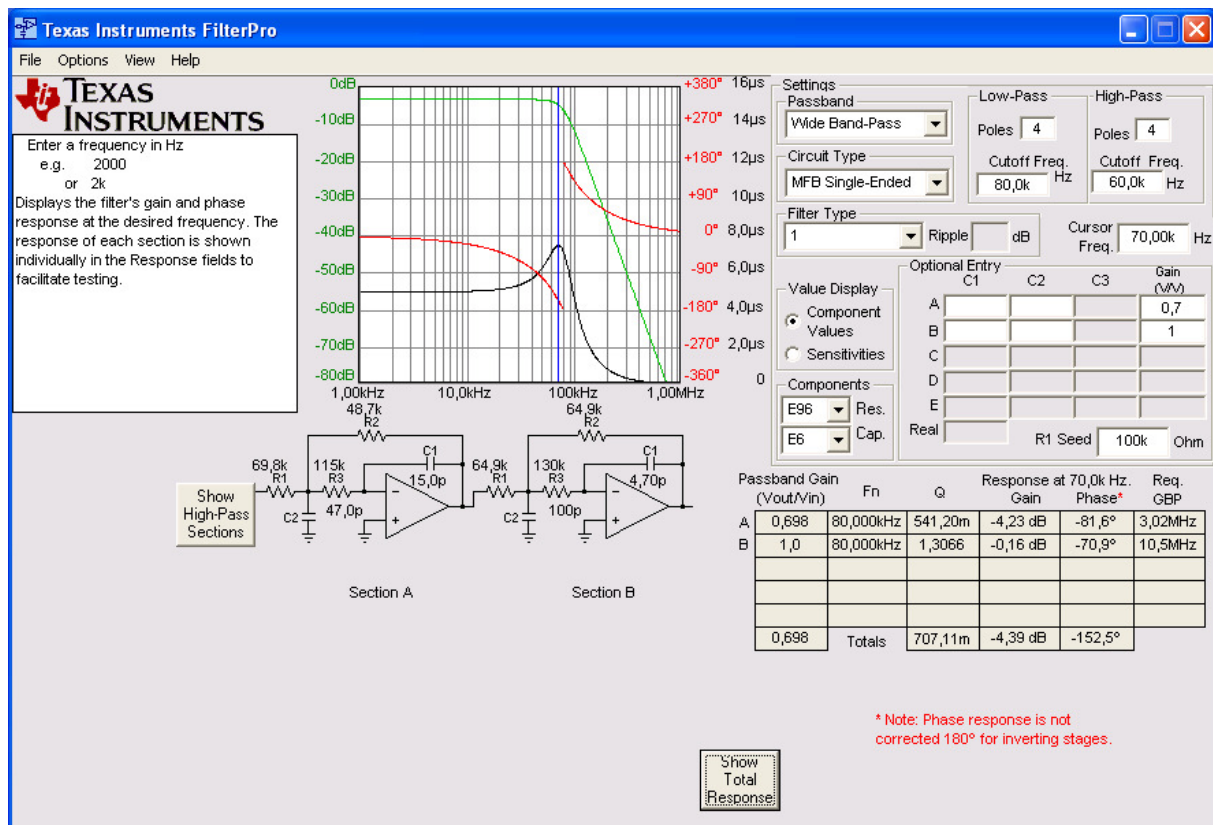 Texas Instruments FilterPro
File Options View Help
TEXAS
INSTRUMENTS
Enter a frequency in Hz
e.g. 2000
or 2k
Displays the filter's gain and phase
response at the desired frequency. The
response of each section is shown
individually in the Response fields to
facilitate testing.
0dB +380° 16µs
-10dB +270° 14µs
-20dB +180° 12µs
-30dB +90° 10µs
-40dB 0° 8,0µs
-50dB -90° 6,0µs
-60dB -180° 4,0µs
-70dB -270° 2,0µs
-80dB -360° 0
1,00kHz 10,0kHz 100kHz 1,00MHz
Settings
Passband
Wide Band-Pass
Circuit Type
MFB Single-Ended
Filter Type
1
Ripple dB
Low-Pass
Poles 4
Cutoff Freq.
80,0k Hz
High-Pass
Poles 4
Cutoff Freq.
60,0k Hz
Cursor
Freq. 70,00k Hz
Value Display
Component
Values
Sensitivities
Components
E96 Res.
E6 Cap.
Optional Entry
C1 C2 C3 Gain
(V/V)
A 0,7
B 1
C
D
E
Real R1 Seed 100k Ohm
48,7k
R2
C1
15,0p
69,8k
R1
115k
R3
C2 47,0p
- +
64,9k
R2
C1
4,70p
64,9k
R1
130k
R3
C2 100p
- +
Show
High-Pass
Sections
Section A Section B
Passband Gain
(Vout/Vin) Fn Q Response at 70,0k Hz.
Gain Phase* Req.
GBP
A 0,698 80,000kHz 541,20m -4,23 dB -81,6° 3,02MHz
B 1,0 80,000kHz 1,3066 -0,16 dB -70,9° 10,5MHz
0,698 Totals 707,11m -4,39 dB -152,5°
* Note: Phase response is not
corrected 180° for inverting stages.
Show
Total
Response